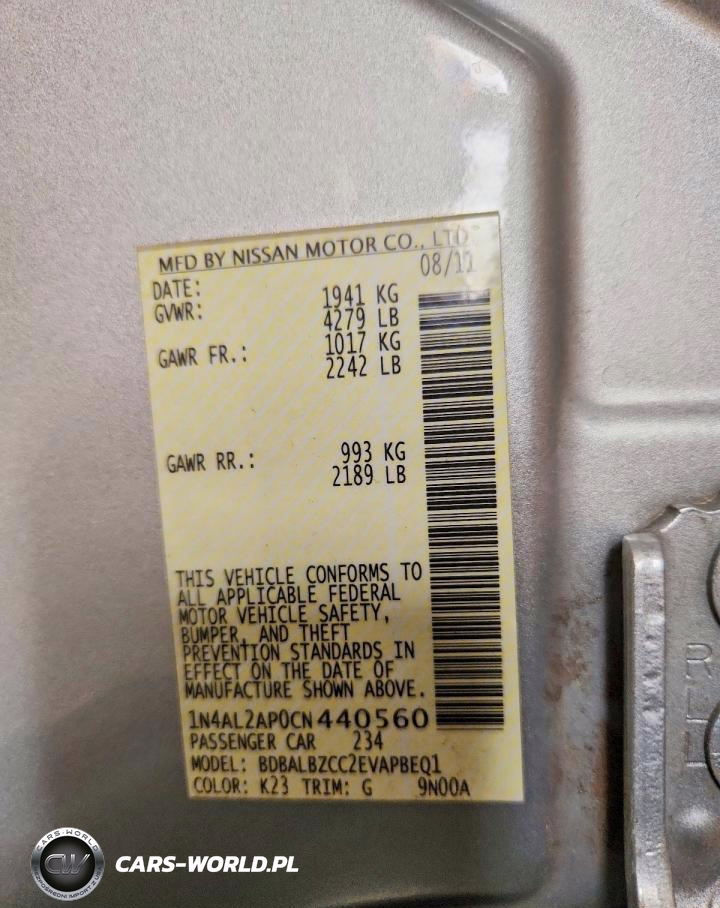 MFD BY NISSAN MOTOR CO., LTD
DATE: 08/11
GVWR: 1941 KG
4279 LB
GAWR FR.: 1017 KG
2242 LB
GAWR RR.: 993 KG
2189 LB
THIS VEHICLE CONFORMS TO
ALL APPLICABLE FEDERAL
MOTOR VEHICLE SAFETY,
BUMPER, AND THEFT
PREVENTION STANDARDS IN
EFFECT ON THE DATE OF
MANUFACTURE SHOWN ABOVE.
1N4AL2AP0CN440560
PASSENGER CAR 234
MODEL: BDBALBZCC2EVAPBEQ1
COLOR: K23 TRIM: G 9N00A
CARS-WORLD
CW
CARS-WORLD.PL